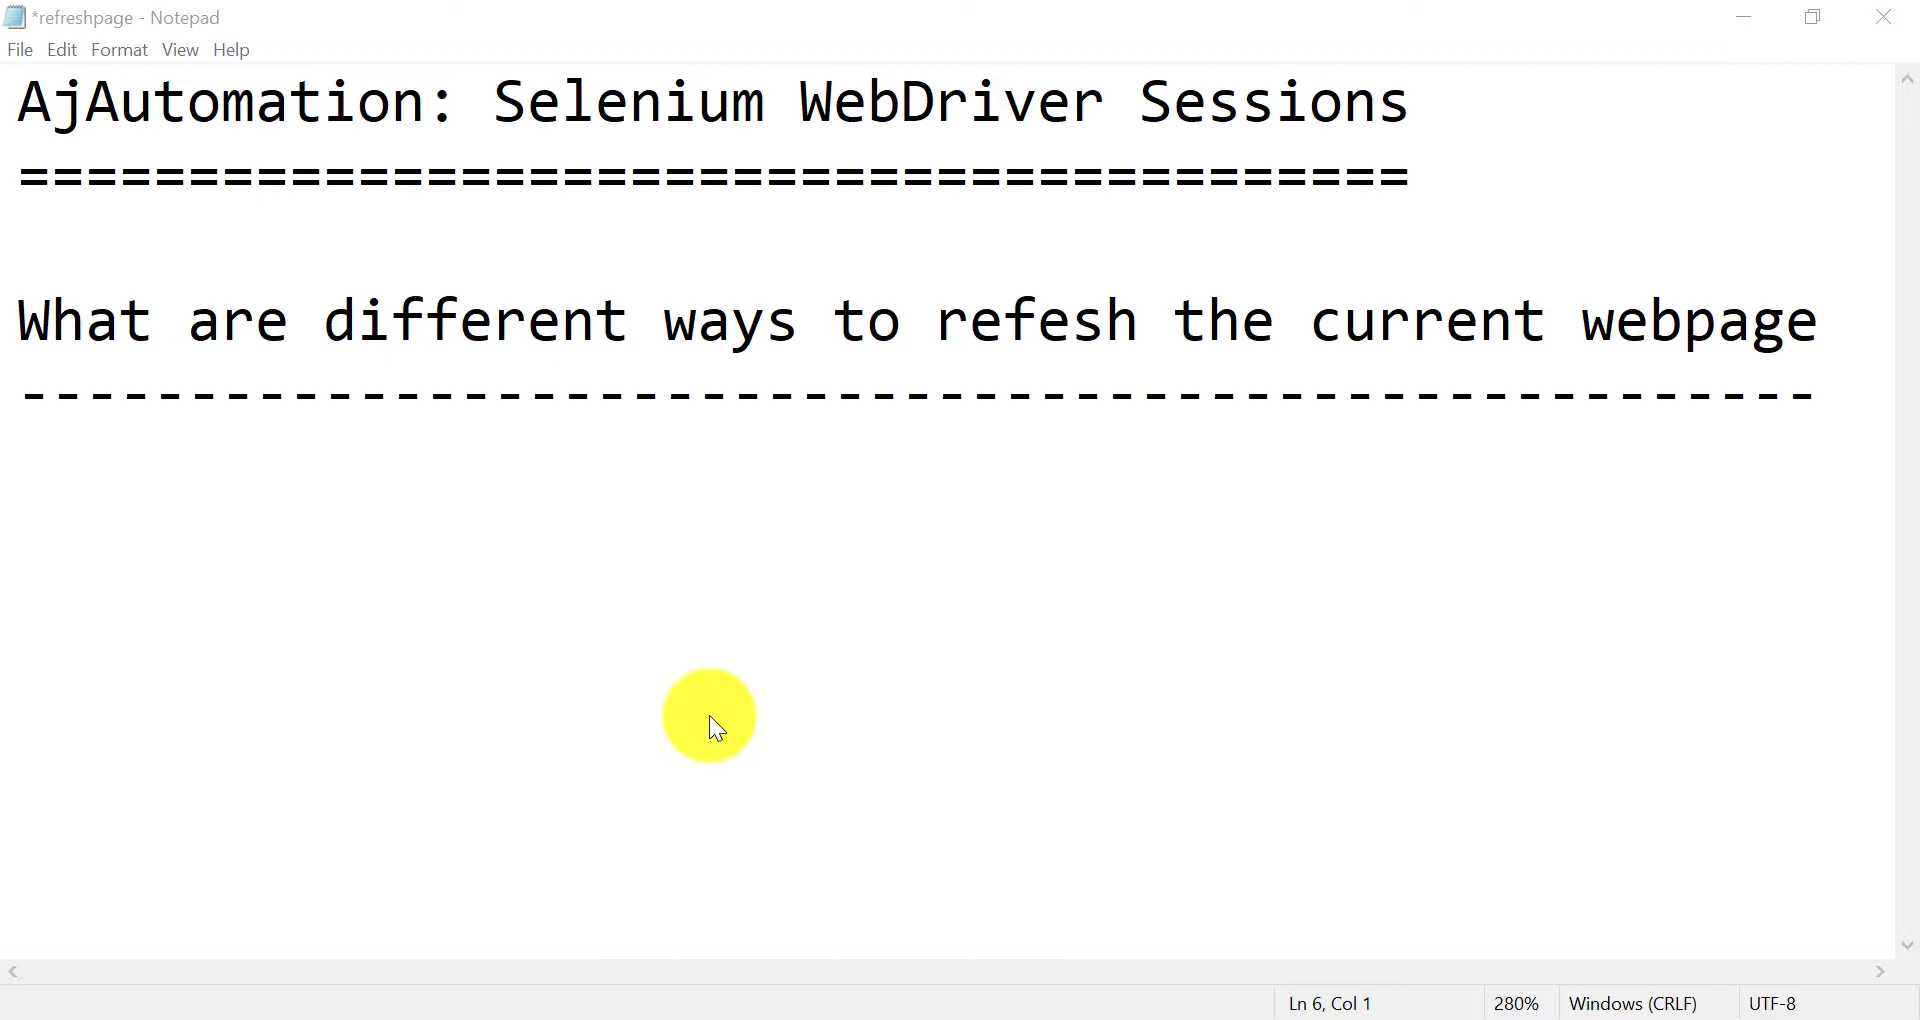 *refreshpage - Notepad
File Edit Format View Help
AjAutomation: Selenium WebDriver Sessions
=========================================

What are different ways to refesh the current webpage
-----------------------------------------------------
Ln 6, Col 1 280% Windows (CRLF) UTF-8